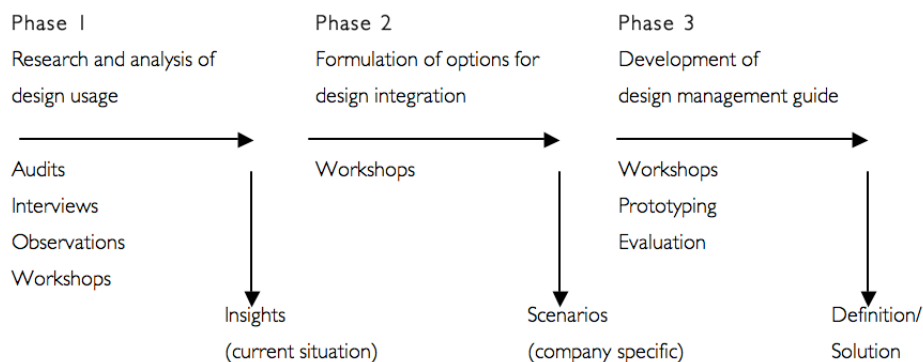 Phase 1
Research and analysis of
design usage
Audits
Interviews
Observations
Workshops
Insights
(current situation)
Phase 2
Formulation of options for
design integration
Workshops
Scenarios
(company specific)
Phase 3
Development of
design management guide
Workshops
Prototyping
Evaluation
Definition/
Solution